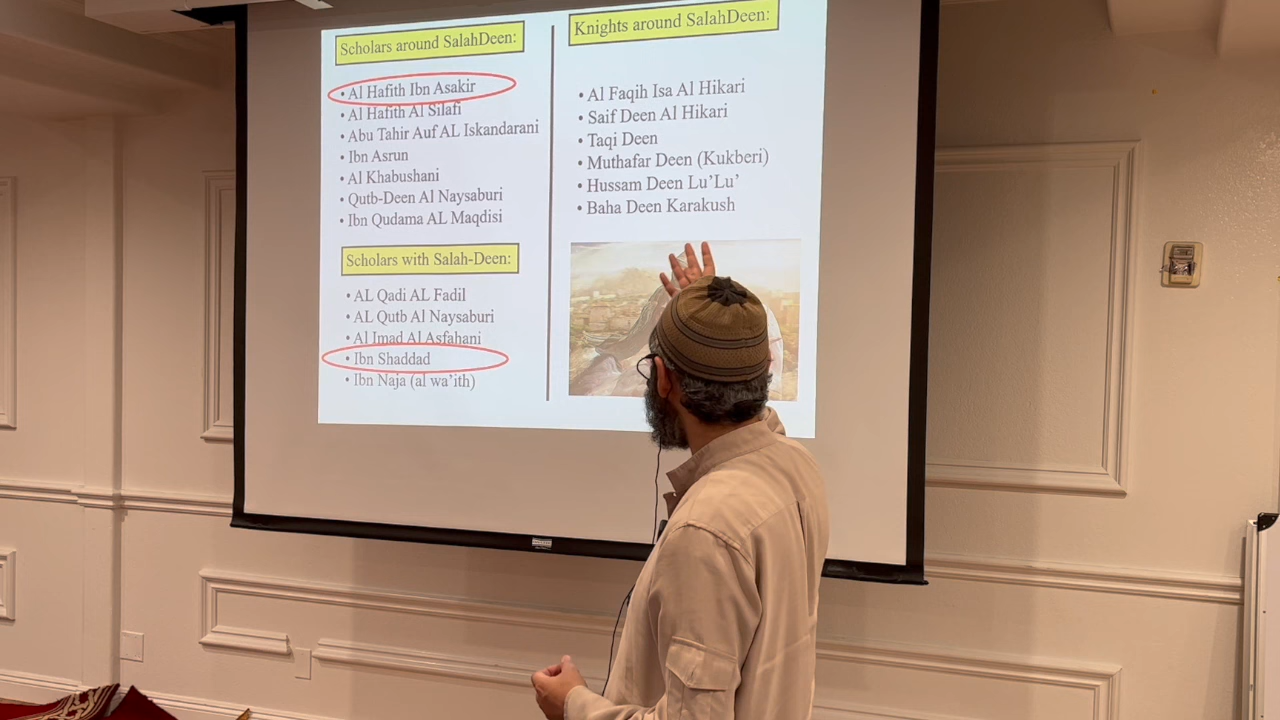 Scholars around SalahDeen:
• Al Hafith Ibn Asakir
• Al Hafith Al Silafi
• Abu Tahir Auf AL Iskandarani
• Ibn Asrun
• Al Khabushani
• Qutb-Deen Al Naysaburi
• Ibn Qudama AL Maqdisi
Scholars with Salah-Deen:
• AL Qadi AL Fadil
• AL Qutb Al Naysaburi
• Al Imad Al Asfahani
• Ibn Shaddad
• Ibn Naja (al wa'ith)
Knights around SalahDeen:
• Al Faqih Isa Al Hikari
• Saif Deen Al Hikari
• Taqi Deen
• Muthafar Deen (Kukberi)
• Hussam Deen Lu'Lu'
• Baha Deen Karakush